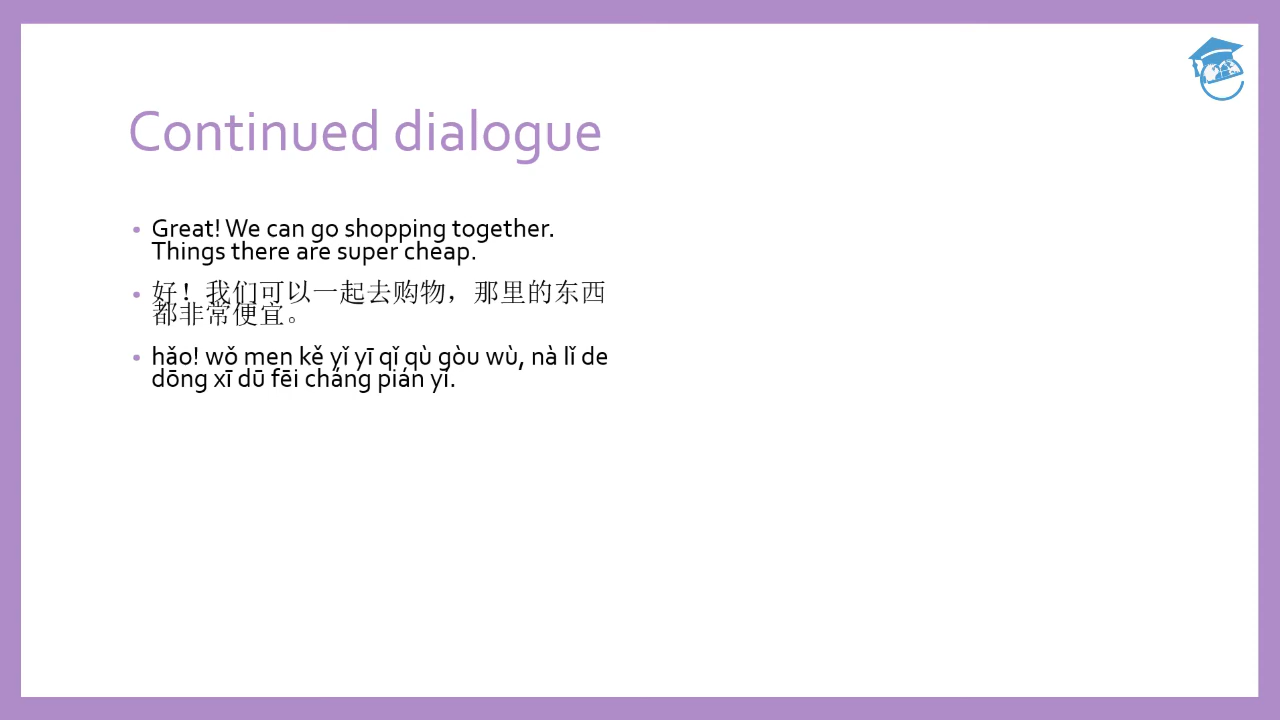 Continued dialogue
• Great! We can go shopping together.
Things there are super cheap.
• 好！我们可以一起去购物，那里的东西
都非常便宜。
• hǎo! wǒ men kě yǐ yī qǐ qù gòu wù, nà lǐ de
dōng xī dū fēi cháng pián yí.